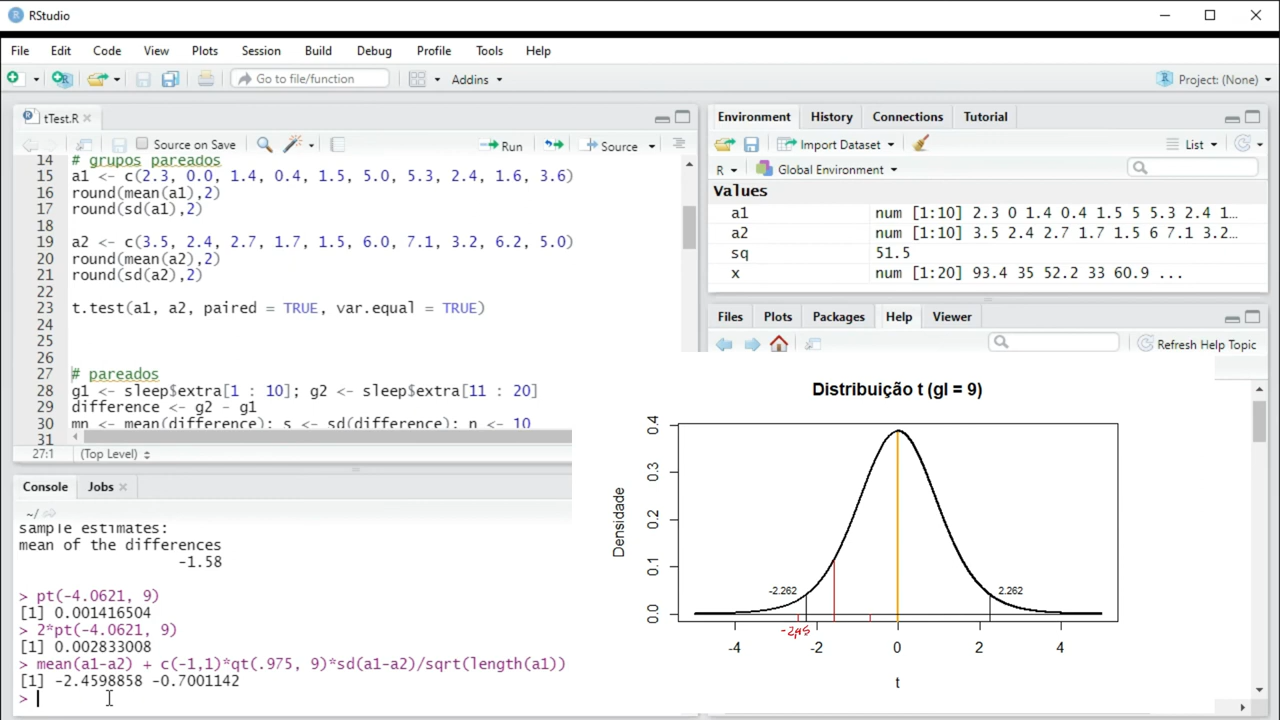 RStudio
File Edit Code View Plots Session Build Debug Profile Tools Help
Go to file/function Addins Project: (None)
tTest.R
Source on Save Run Source
14 # grupos pareados
15 a1 <- c(2.3, 0.0, 1.4, 0.4, 1.5, 5.0, 5.3, 2.4, 1.6, 3.6)
16 round(mean(a1),2)
17 round(sd(a1),2)
18
19 a2 <- c(3.5, 2.4, 2.7, 1.7, 1.5, 6.0, 7.1, 3.2, 6.2, 5.0)
20 round(mean(a2),2)
21 round(sd(a2),2)
22
23 t.test(a1, a2, paired = TRUE, var.equal = TRUE)
24
25
26
27 # pareados
28 g1 <- sleep$extra[1 : 10]; g2 <- sleep$extra[11 : 20]
29 difference <- g2 - g1
30 mn <- mean(difference); s <- sd(difference); n <- 10
31
27:1 (Top Level)
Console Jobs
~/
sample estimates:
mean of the differences
-1.58
> pt(-4.0621, 9)
[1] 0.001416504
> 2*pt(-4.0621, 9)
[1] 0.002833008
> mean(a1-a2) + c(-1,1)*qt(.975, 9)*sd(a1-a2)/sqrt(length(a1))
[1] -2.4598858 -0.7001142
>
Environment History Connections Tutorial
Import Dataset List
R Global Environment
Values
a1 num [1:10] 2.3 0 1.4 0.4 1.5 5 5.3 2.4 1…
a2 num [1:10] 3.5 2.4 2.7 1.7 1.5 6 7.1 3.2…
sq 51.5
x num [1:20] 93.4 35 52.2 33 60.9 ...
Files Plots Packages Help Viewer
Refresh Help Topic
Distribuição t (gl = 9)
Densidade
0.4
0.3
0.2
0.1
0.0
-2.262 2.262
-2,45
-4 -2 0 2 4
t